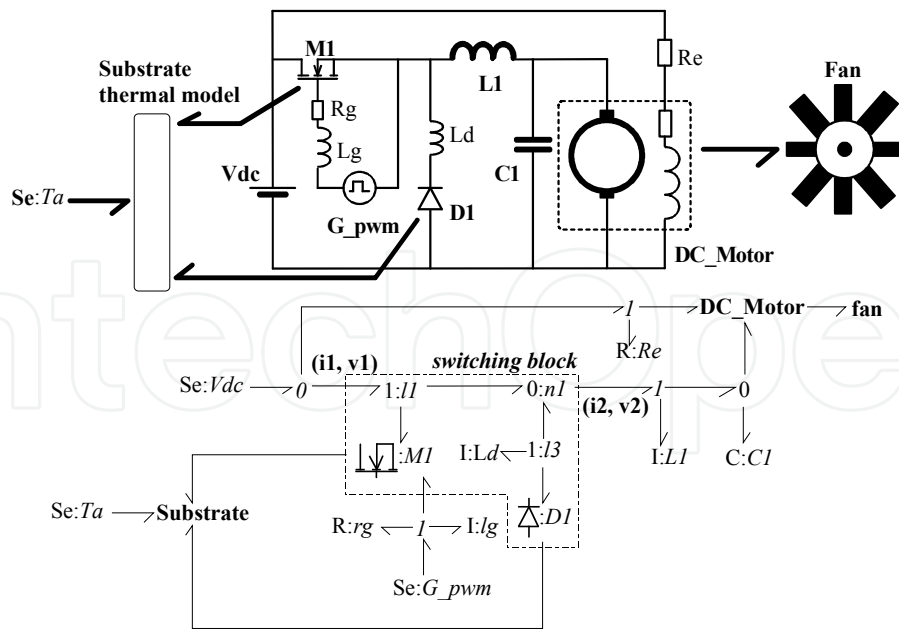 M1
Re
Substrate
thermal model
L1
Fan
Rg
Ld
Lg
C1
Vdc
Se:Ta
D1
G_pwm
DC_Motor
1
DC_Motor
fan
R:Re
(i1, v1)
switching block
Se:Vdc
0
1:l1
0:n1
(i2, v2)
1
0
:M1
I:Ld
1:l3
I:L1
C:C1
Se:Ta
Substrate
:D1
R:rg
1
I:lg
Se:G_pwm
ntechOpe